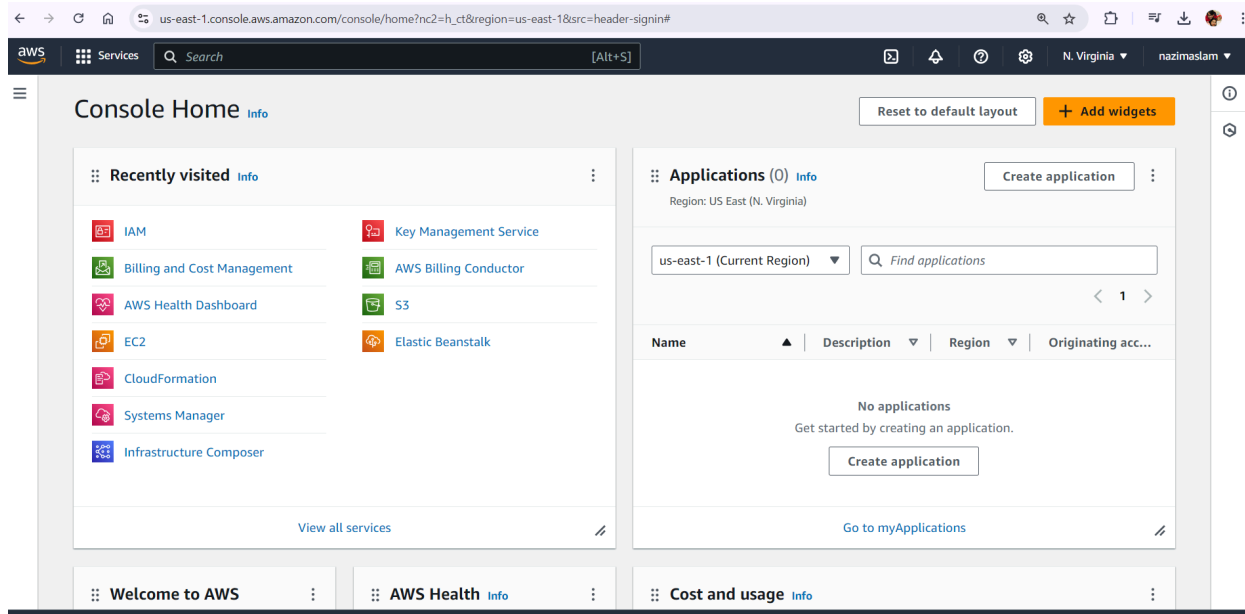 us-east-1.console.aws.amazon.com/console/home?nc2=h_ct&region=us-east-1&src=header-signin#
aws
Services
Search
[Alt+S]
N. Virginia
nazimaslam
Console Home Info
Reset to default layout
+ Add widgets
Recently visited Info
IAM
Billing and Cost Management
AWS Health Dashboard
EC2
CloudFormation
Systems Manager
Infrastructure Composer
Key Management Service
AWS Billing Conductor
S3
Elastic Beanstalk
View all services
Applications (0) Info
Region: US East (N. Virginia)
Create application
us-east-1 (Current Region)
Find applications
1
Name
Description
Region
Originating acc...
No applications
Get started by creating an application.
Create application
Go to myApplications
Welcome to AWS
AWS Health Info
Cost and usage Info